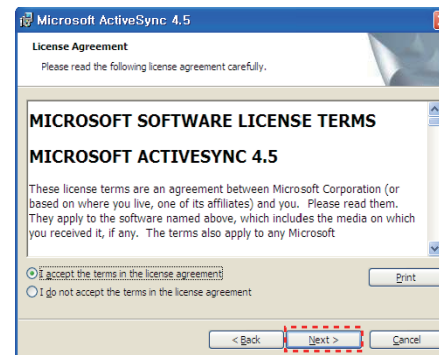 Microsoft ActiveSync 4.5
License Agreement
Please read the following license agreement carefully.
MICROSOFT SOFTWARE LICENSE TERMS
MICROSOFT ACTIVESYNC 4.5
These license terms are an agreement between Microsoft Corporation (or
based on where you live, one of its affiliates) and you.  Please read them.
They apply to the software named above, which includes the media on which
you received it, if any.  The terms also apply to any Microsoft
I accept the terms in the license agreement
Print
I do not accept the terms in the license agreement
< Back
Next >
Cancel